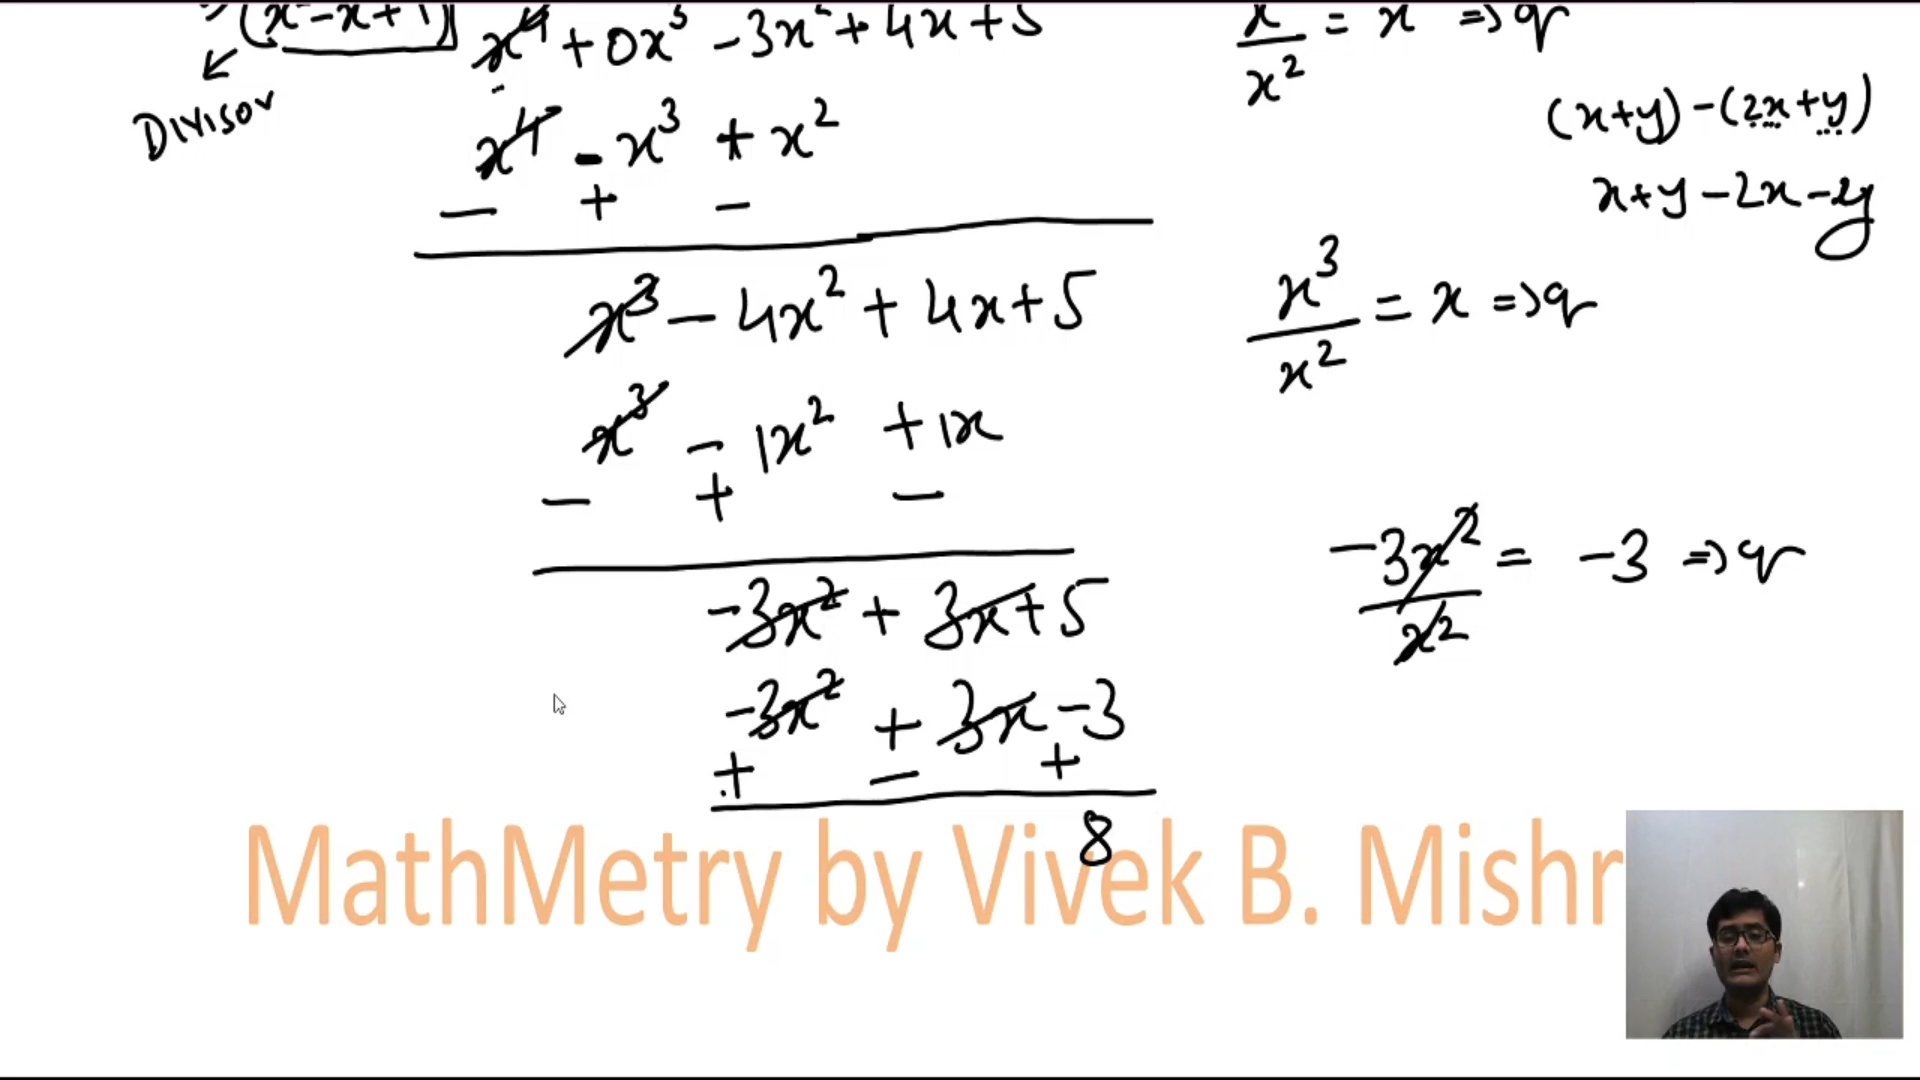 (x²-x+1) x⁴ + 0x³ - 3x² + 4x + 5
Divisor
x⁴ - x³ + x²
- + -
x³ - 4x² + 4x + 5
x³ - 1x² + 1x
- + -
-3x² + 3x + 5
-3x² + 3x - 3
+ - +
8
/x² = x ⇒ q
(x+y) - (2x+y)
x+y - 2x - 2y
x³/x² = x ⇒ q
-3x²/x² = -3 ⇒ q
MathMetry by Vivek B. Mishr